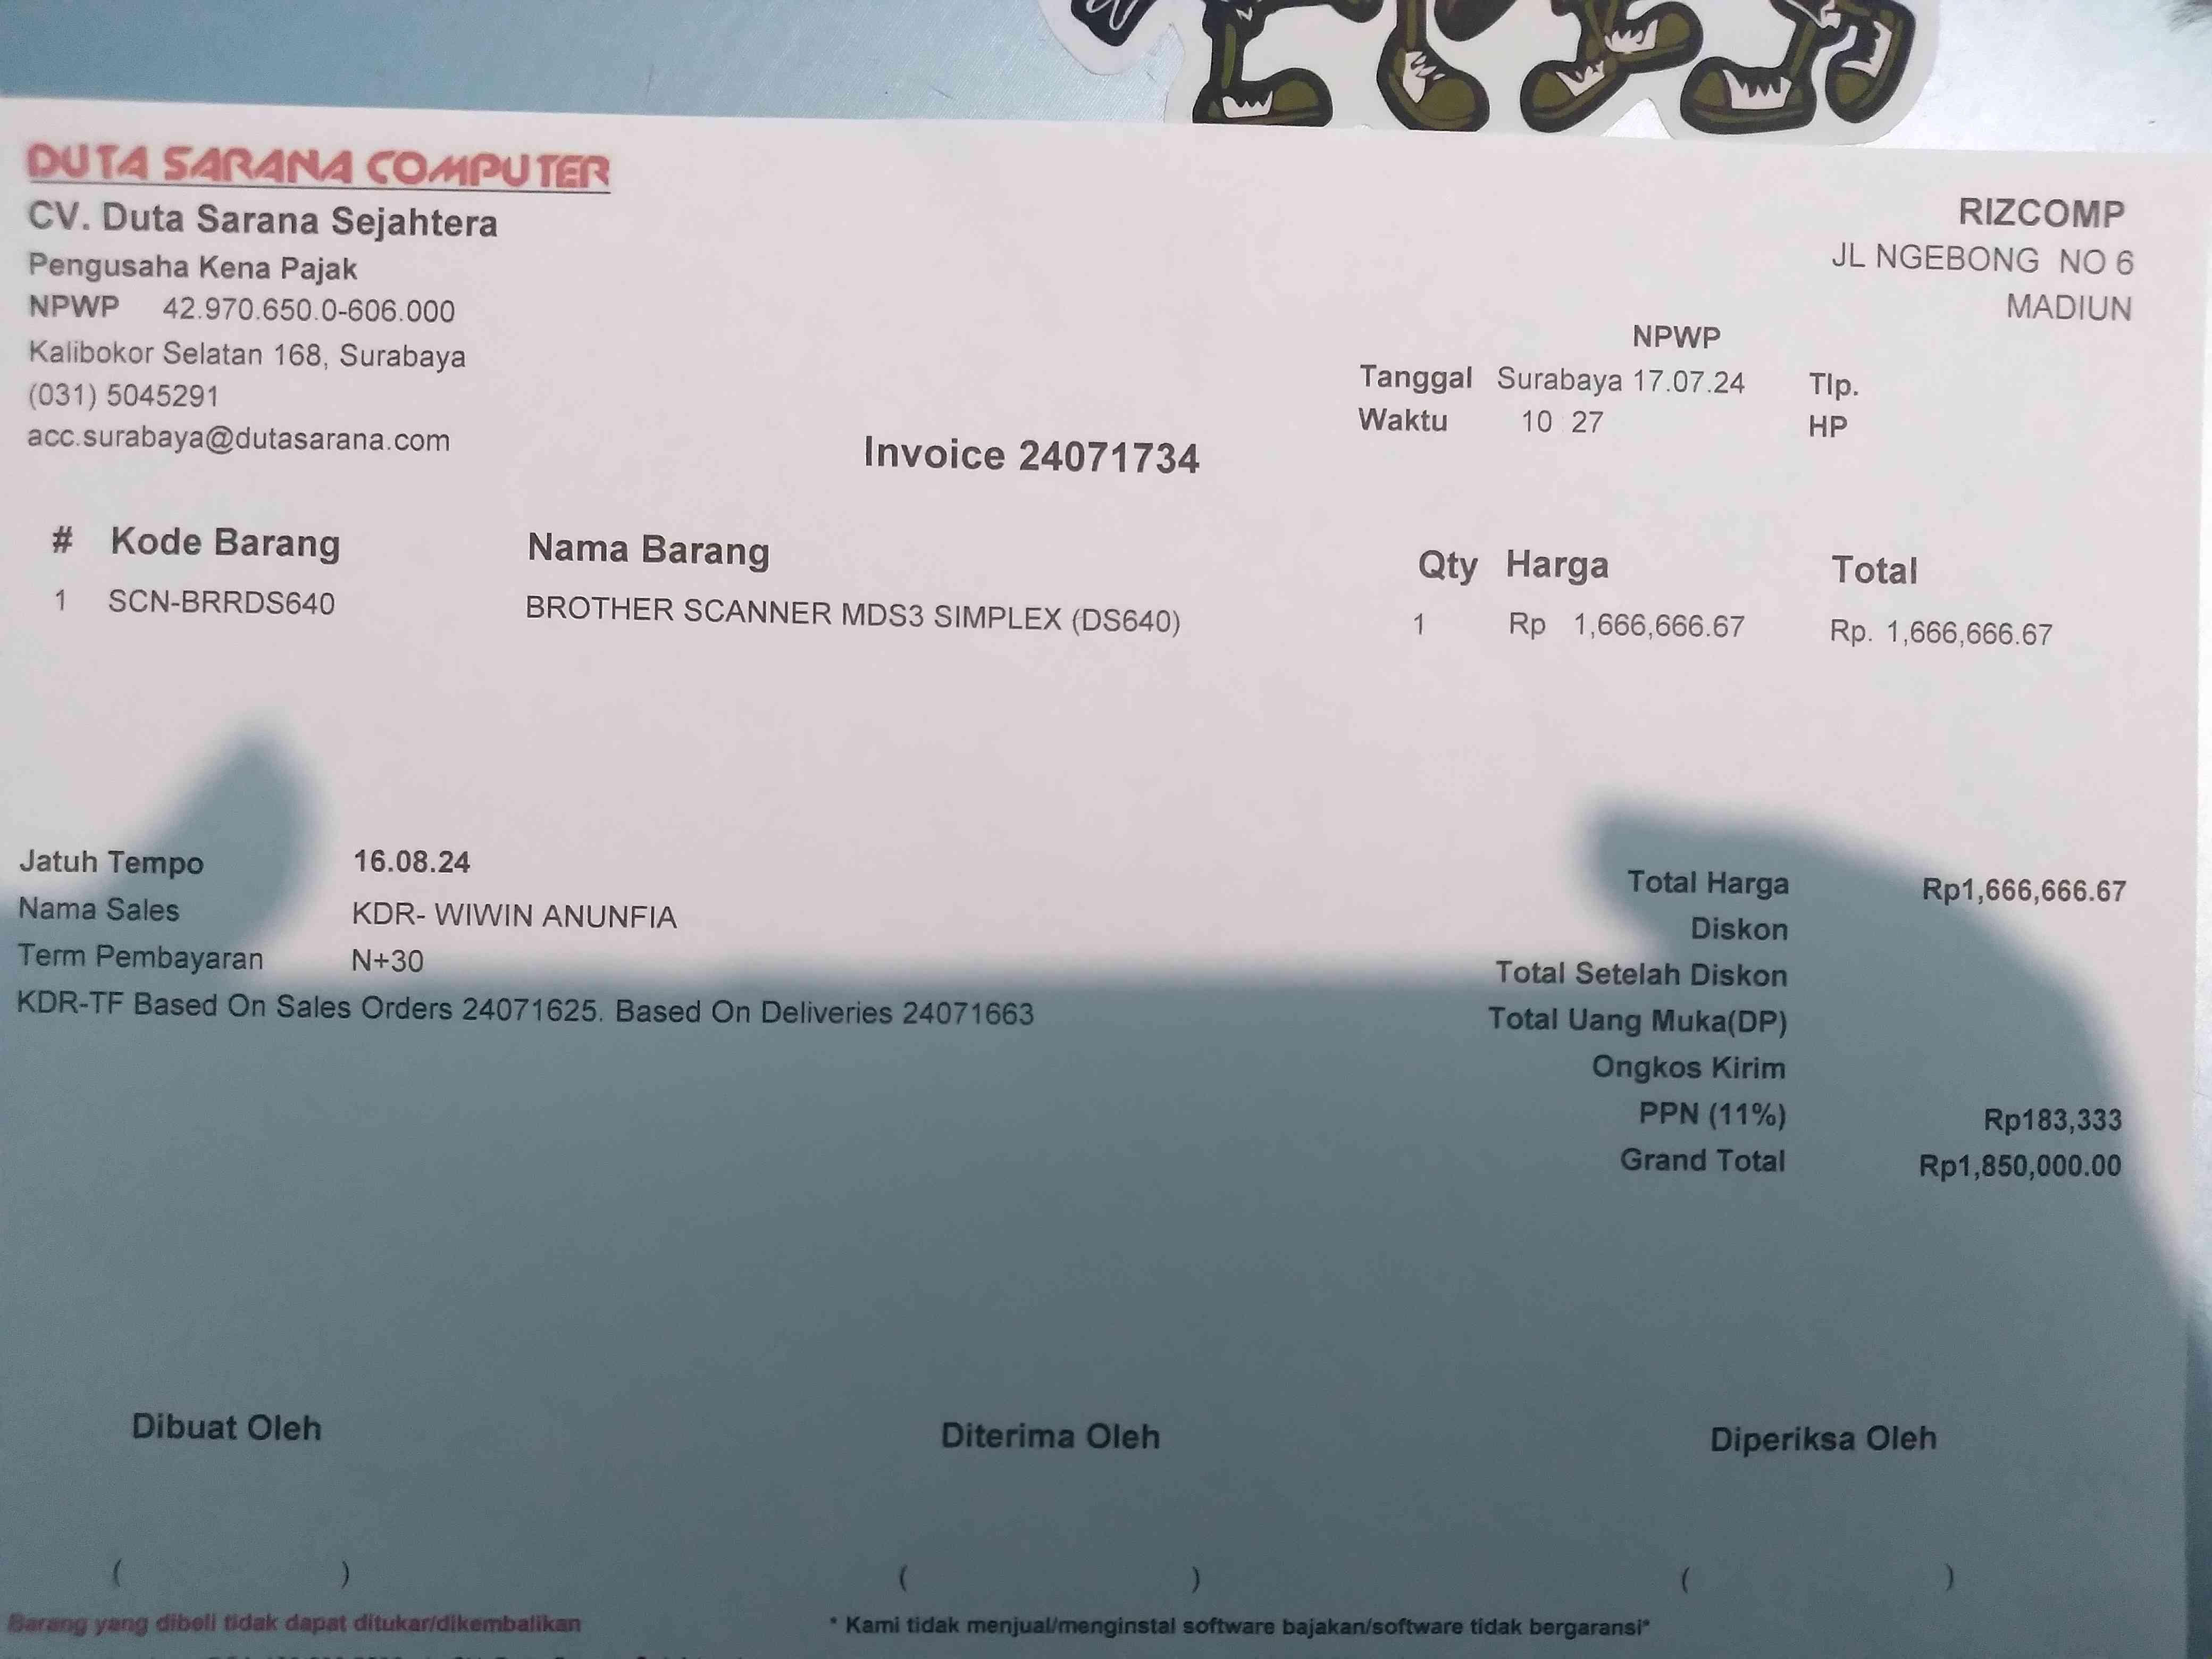 DUTA SARANA COMPUTER
CV. Duta Sarana Sejahtera
Pengusaha Kena Pajak
NPWP 42.970.650.0-606.000
Kalibokor Selatan 168, Surabaya
(031) 5045291
acc.surabaya@dutasarana.com
RIZCOMP
JL NGEBONG NO 6
MADIUN
NPWP
Tanggal Surabaya 17.07.24 Tlp.
Waktu 10 27 HP
Invoice 24071734
# Kode Barang Nama Barang Qty Harga Total
1 SCN-BRRDS640 BROTHER SCANNER MDS3 SIMPLEX (DS640) 1 Rp 1,666,666.67 Rp. 1,666,666.67
Jatuh Tempo 16.08.24
Nama Sales KDR- WIWIN ANUNFIA
Term Pembayaran N+30
KDR-TF Based On Sales Orders 24071625. Based On Deliveries 24071663
Total Harga Rp1,666,666.67
Diskon
Total Setelah Diskon
Total Uang Muka(DP)
Ongkos Kirim
PPN (11%) Rp183,333
Grand Total Rp1,850,000.00
Dibuat Oleh Diterima Oleh Diperiksa Oleh
( ) ( ) ( )
Barang yang dibeli tidak dapat ditukar/dikembalikan * Kami tidak menjual/menginstal software bajakan/software tidak bergaransi*